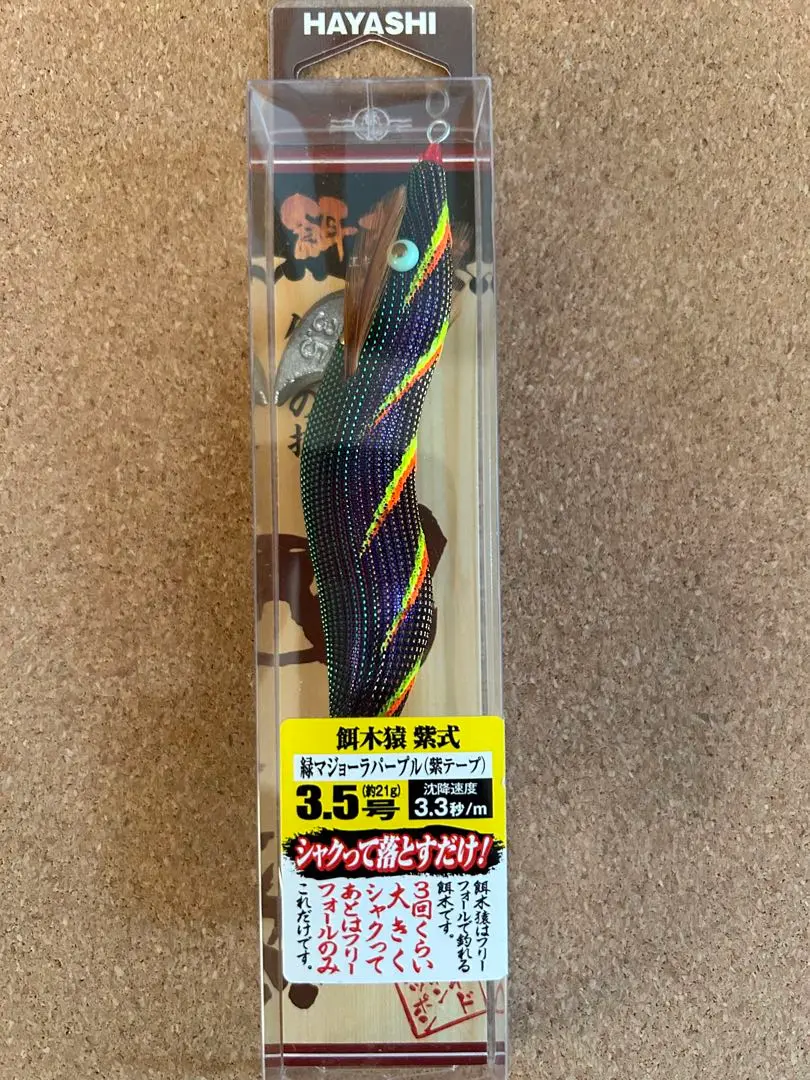 HAYASHI
餌
3.5
の
餌木猿 紫式
緑マジョーラパープル(紫テープ)
3.5号
(約21g)
沈降速度
3.3秒/m
シャクって落とすだけ!
餌木猿はフリー
フォールで釣れる
餌木です。
3回くらい
大きく
シャクって
あとはフリー
フォールのみ
これだけです。